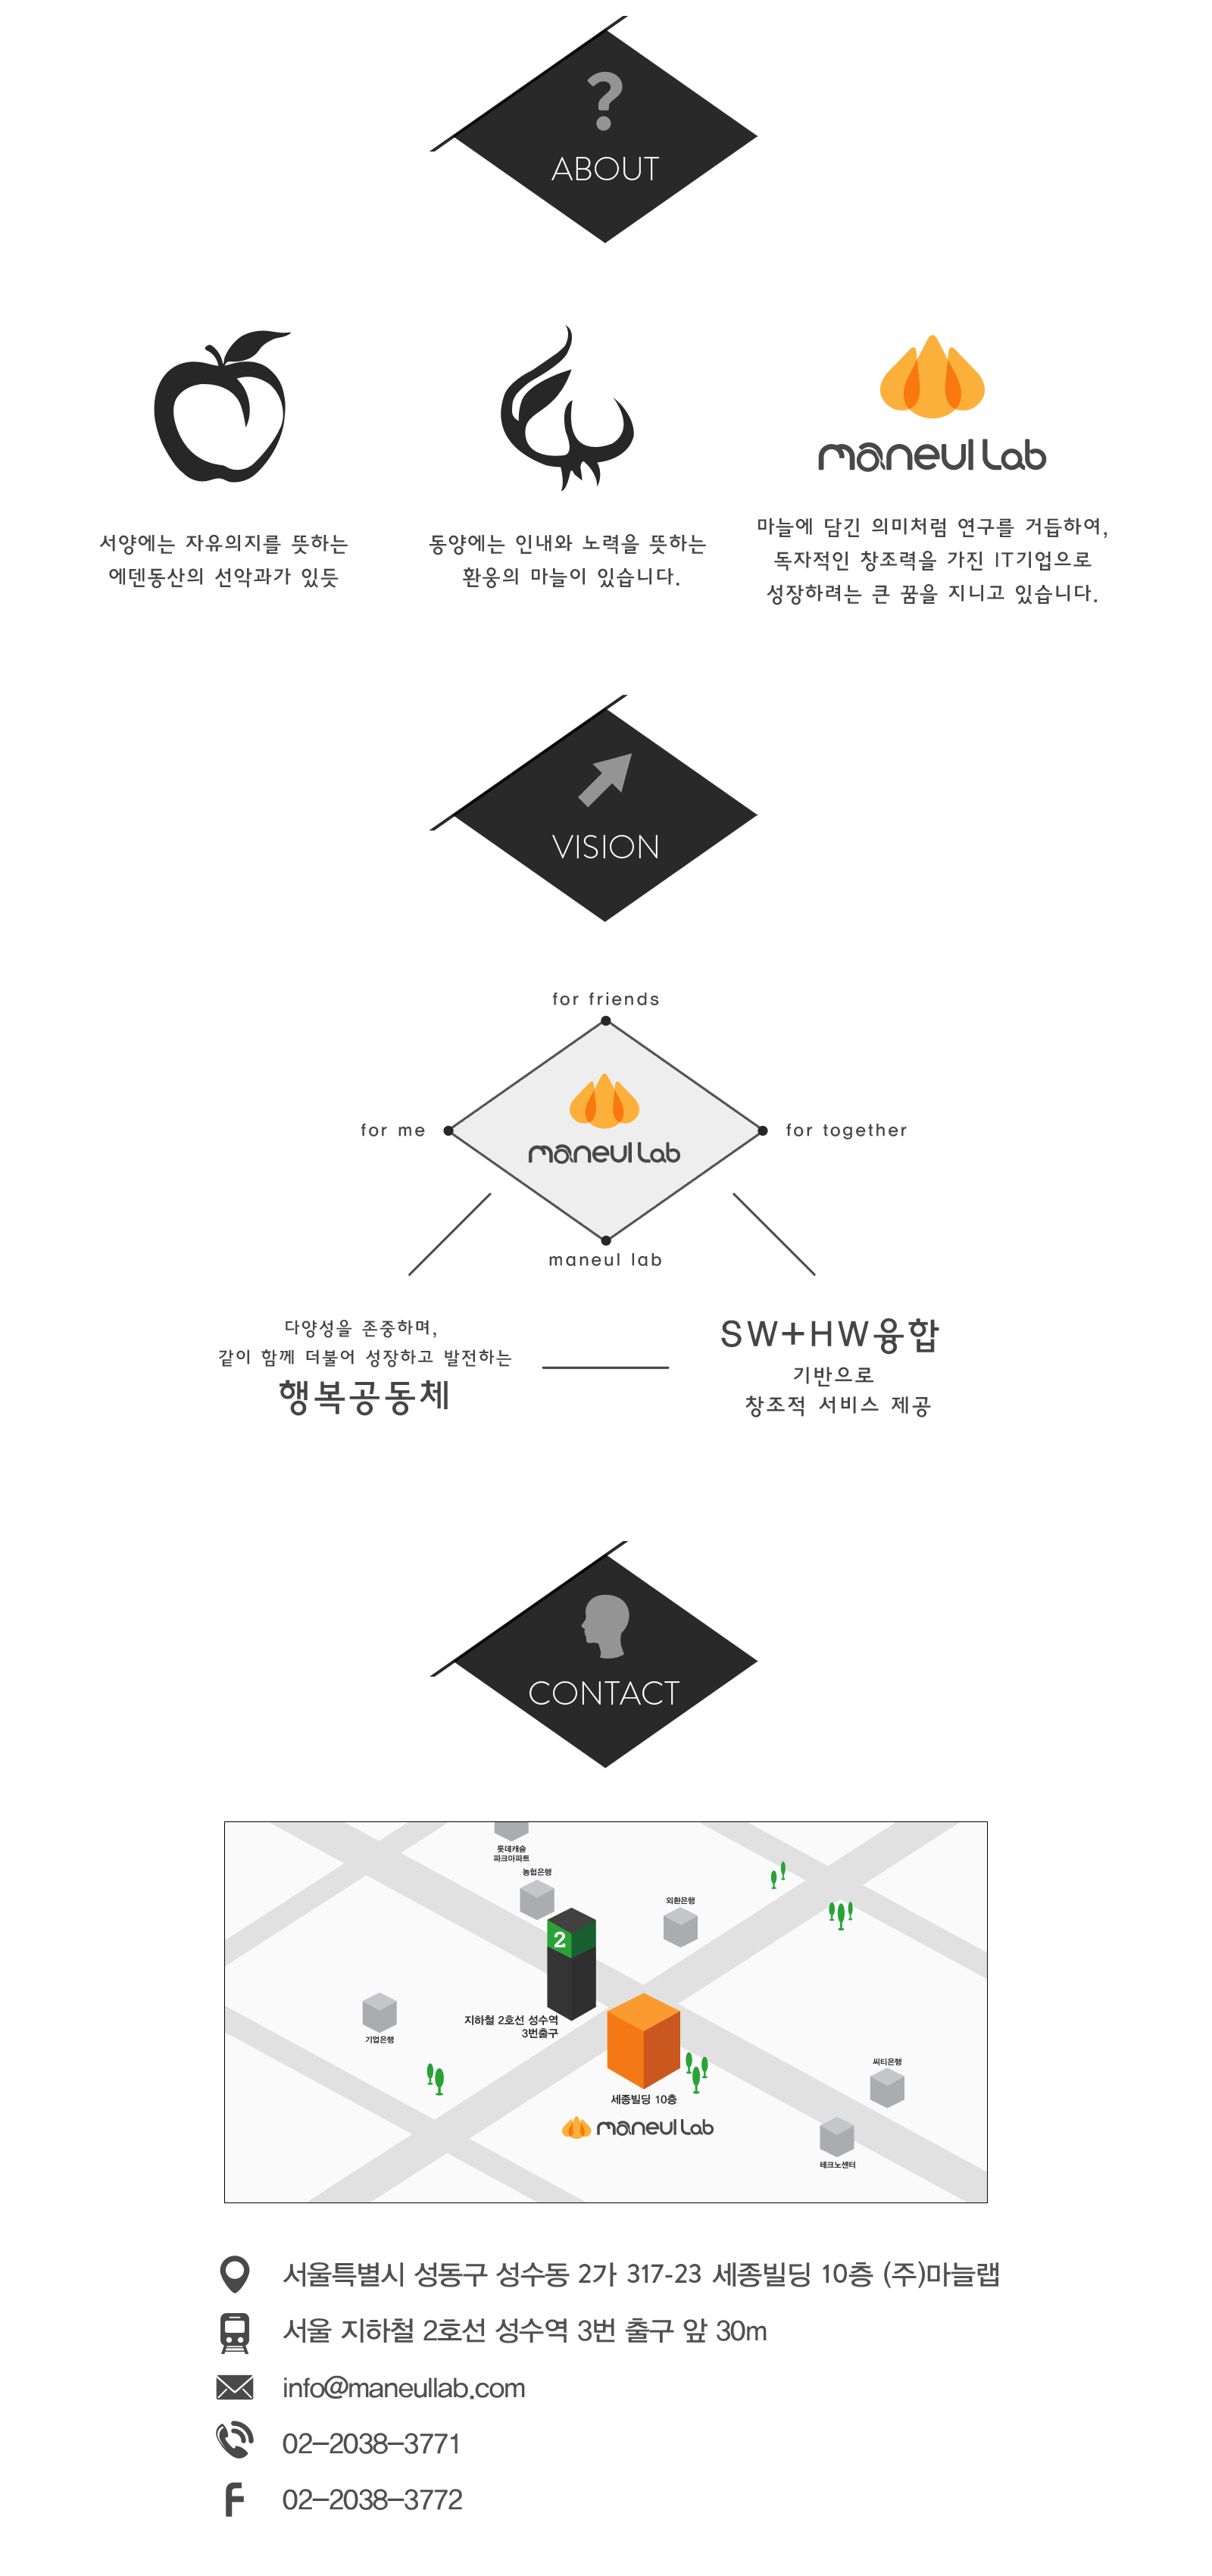 ABOUT
maneul Lab
서양에는 자유의지를 뜻하는
에덴동산의 선악과가 있듯
동양에는 인내와 노력을 뜻하는
환웅의 마늘이 있습니다.
마늘에 담긴 의미처럼 연구를 거듭하여,
독자적인 창조력을 가진 IT기업으로
성장하려는 큰 꿈을 지니고 있습니다.
VISION
for friends
for me
maneul Lab
for together
maneul lab
다양성을 존중하며,
같이 함께 더불어 성장하고 발전하는
행복공동체
SW+HW융합
기반으로
창조적 서비스 제공
CONTACT
롯데캐슬
파크아파트
농협은행
외환은행
2
지하철 2호선 성수역
3번출구
기업은행
씨티은행
세종빌딩 10층
maneul Lab
테크노센터
서울특별시 성동구 성수동 2가 317-23 세종빌딩 10층 (주)마늘랩
서울 지하철 2호선 성수역 3번 출구 앞 30m
info@maneullab.com
02-2038-3771
F 02-2038-3772